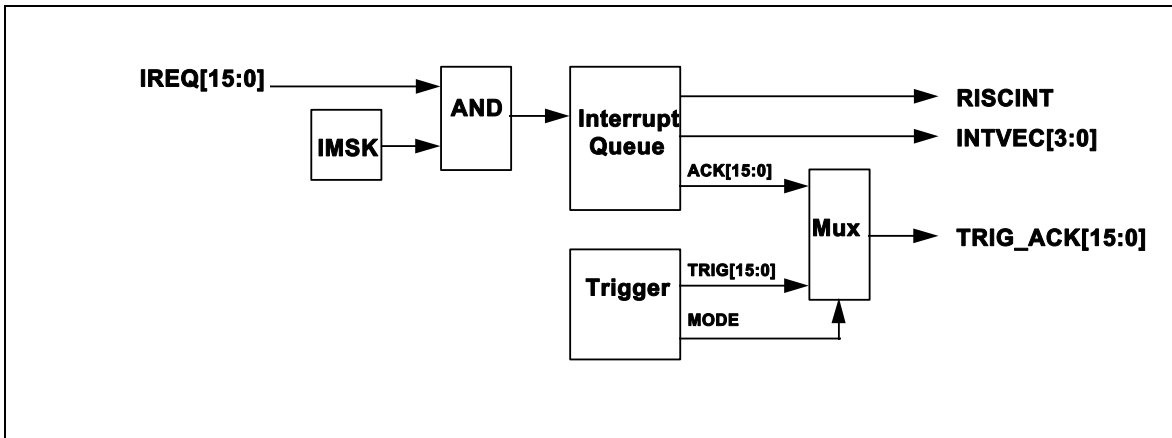 IREQ[15:0]
AND
IMSK
Interrupt
Queue
RISCINT
INTVEC[3:0]
ACK[15:0]
Mux
TRIG_ACK[15:0]
Trigger
TRIG[15:0]
MODE